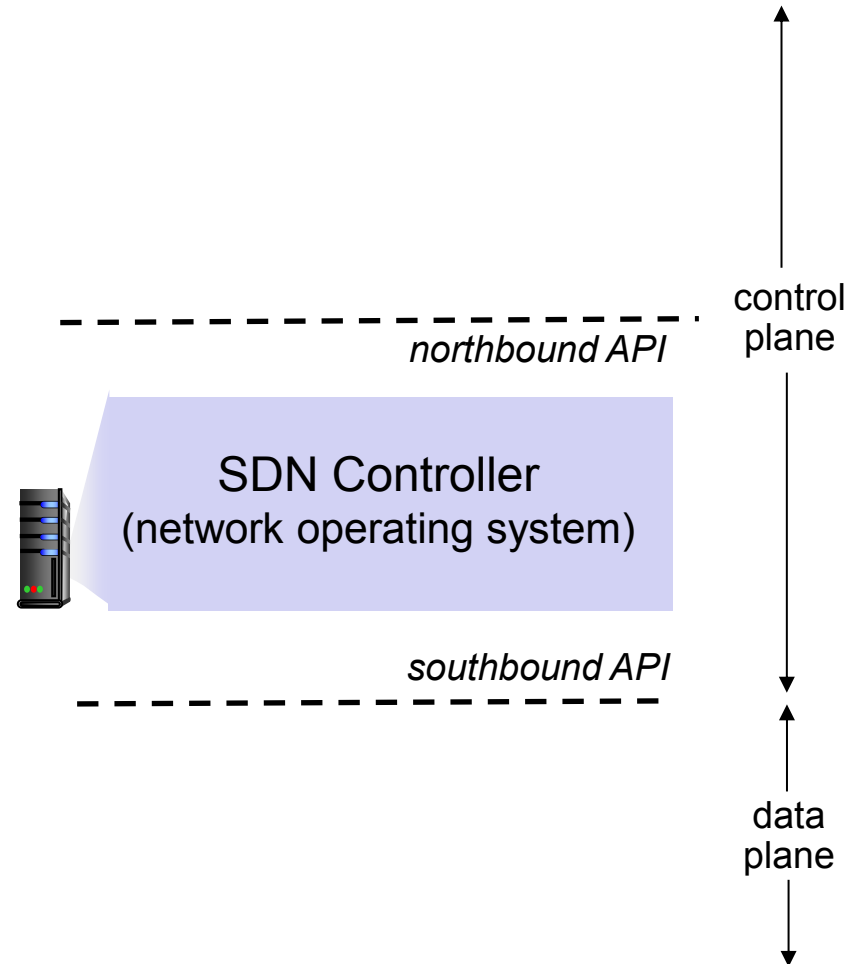 control
plane
northbound API
SDN Controller
(network operating system)
southbound API
data
plane